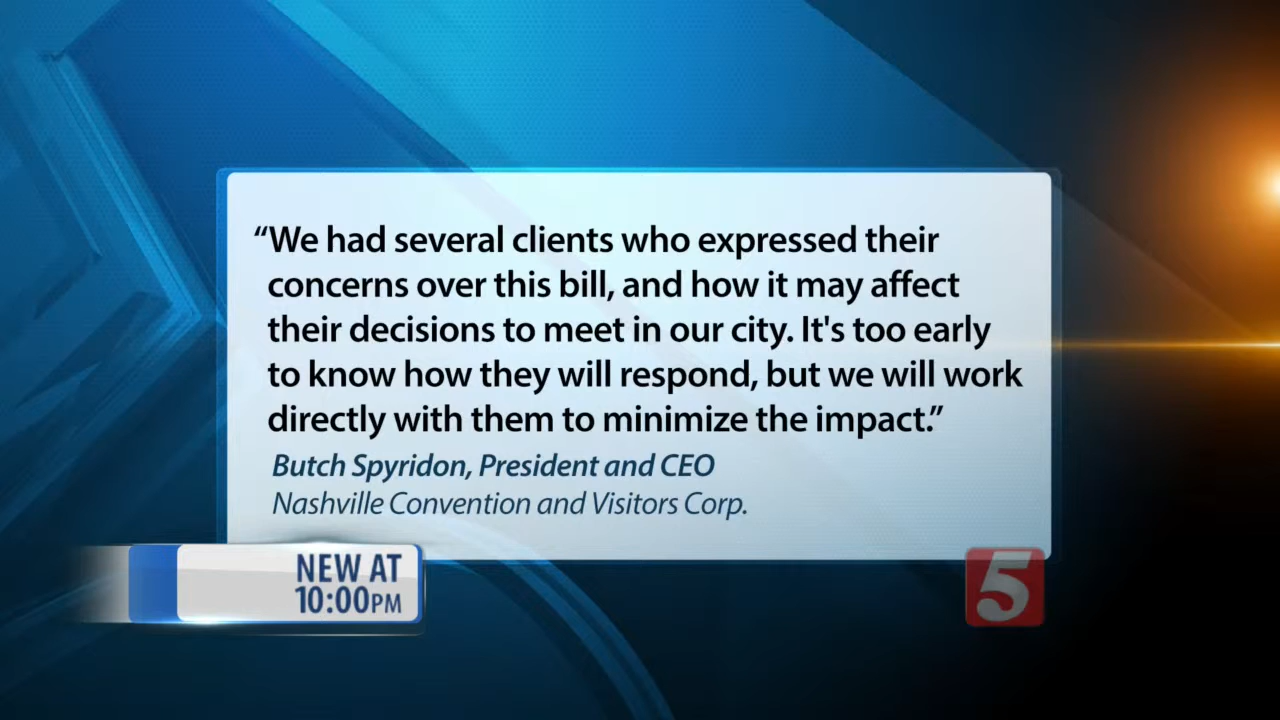 “We had several clients who expressed their
concerns over this bill, and how it may affect
their decisions to meet in our city. It's too early
to know how they will respond, but we will work
directly with them to minimize the impact.”
Butch Spyridon, President and CEO
Nashville Convention and Visitors Corp.
NEW AT
10:00PM
5